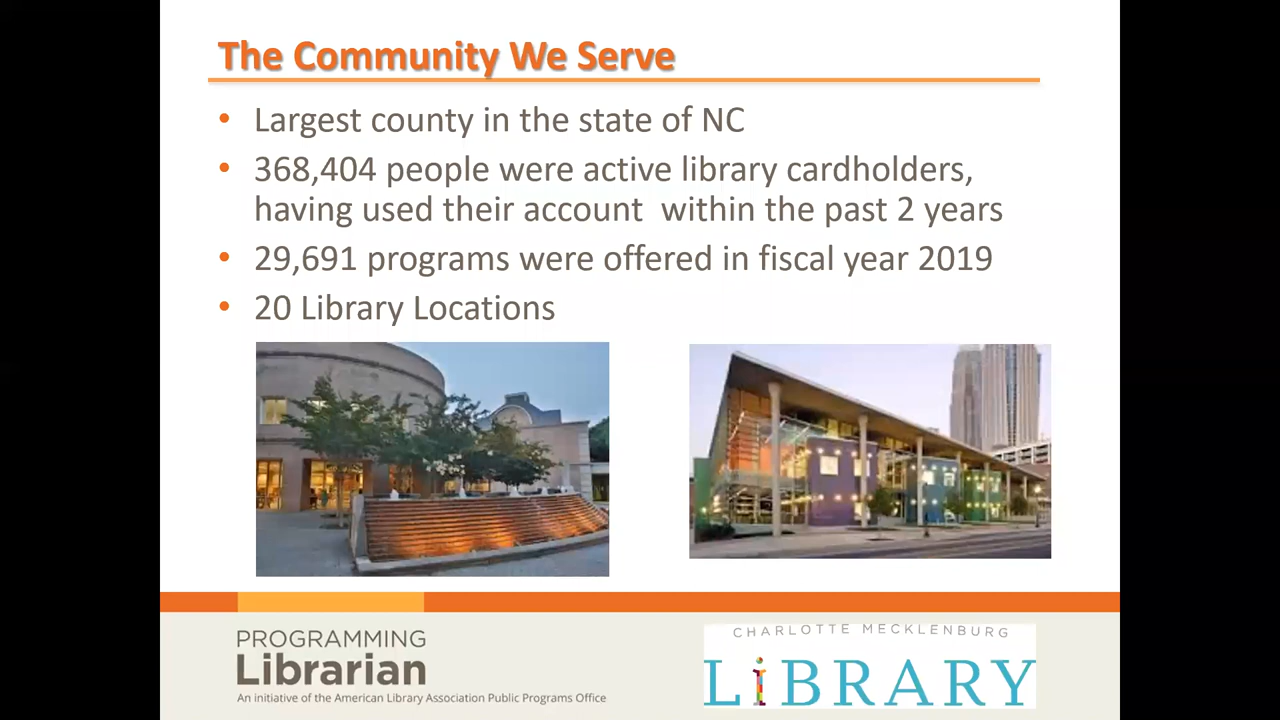 The Community We Serve
• Largest county in the state of NC
• 368,404 people were active library cardholders,
having used their account  within the past 2 years
• 29,691 programs were offered in fiscal year 2019
• 20 Library Locations
PROGRAMMING
Librarian
An initiative of the American Library Association Public Programs Office
CHARLOTTE MECKLENBURG
LiBRARY